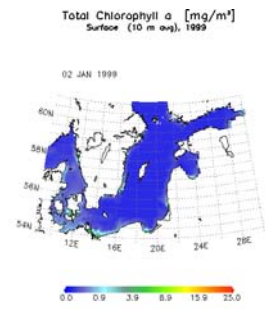 Total Chlorophyll a [mg/m³]
Surface (10 m avg), 1999
02 JAN 1999
60N
58N
56N
54N
12E 16E 20E 24E 28E
0.0 0.9 3.9 8.9 15.9 25.0